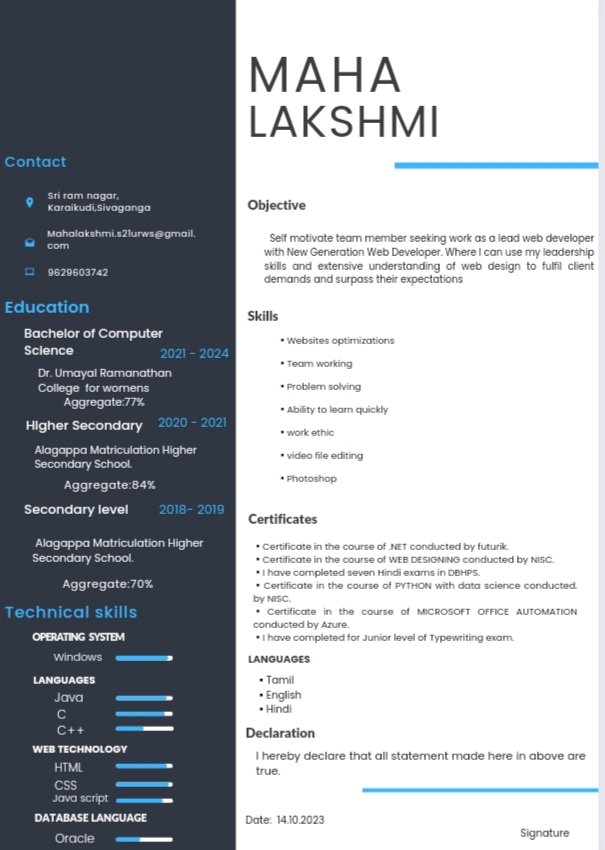 MAHA
LAKSHMI
Contact
Sri ram nagar,
Karaikudi,Sivaganga
Mahalakshmi.s21urws@gmail.
com
9629603742
Education
Bachelor of Computer
Science
2021 - 2024
Dr. Umayal Ramanathan
College for womens
Aggregate:77%
Higher Secondary
2020 - 2021
Alagappa Matriculation Higher
Secondary School.
Aggregate:84%
Secondary level
2018- 2019
Alagappa Matriculation Higher
Secondary School.
Aggregate:70%
Technical skills
OPERATING SYSTEM
Windows
LANGUAGES
Java
C
C++
WEB TECHNOLOGY
HTML
CSS
Java script
DATABASE LANGUAGE
Oracle
Objective
Self motivate team member seeking work as a lead web developer
with New Generation Web Developer. Where I can use my leadership
skills and extensive understanding of web design to fulfil client
demands and surpass their expectations
Skills
• Websites optimizations
• Team working
• Problem solving
• Ability to learn quickly
• work ethic
• video file editing
• Photoshop
Certificates
• Certificate in the course of .NET conducted by futurik.
• Certificate in the course of WEB DESIGNING conducted by NISC.
• I have completed seven Hindi exams in DBHPS.
• Certificate in the course of PYTHON with data science conducted.
by NISC.
• Certificate in the course of MICROSOFT OFFICE AUTOMATION
conducted by Azure.
• I have completed for Junior level of Typewriting exam.
LANGUAGES
• Tamil
• English
• Hindi
Declaration
I hereby declare that all statement made here in above are
true.
Date: 14.10.2023
Signature